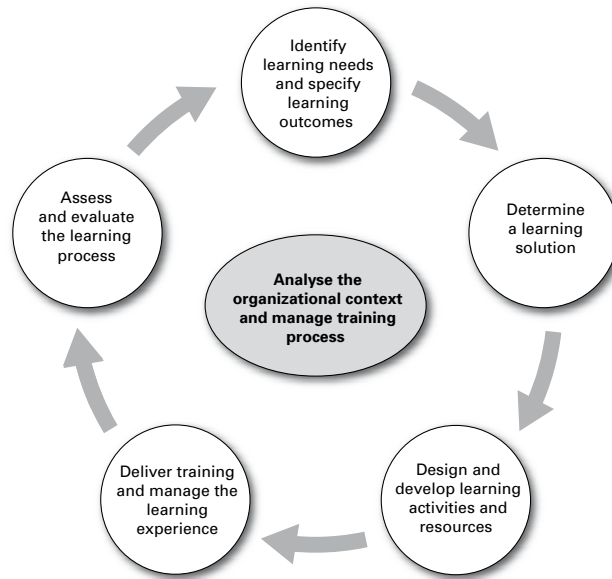 Identify
learning needs
and specify
learning
outcomes
Determine
a learning
solution
Design and
develop learning
activities and
resources
Deliver training
and manage the
learning
experience
Assess
and evaluate
the learning
process
Analyse the
organizational context
and manage training
process